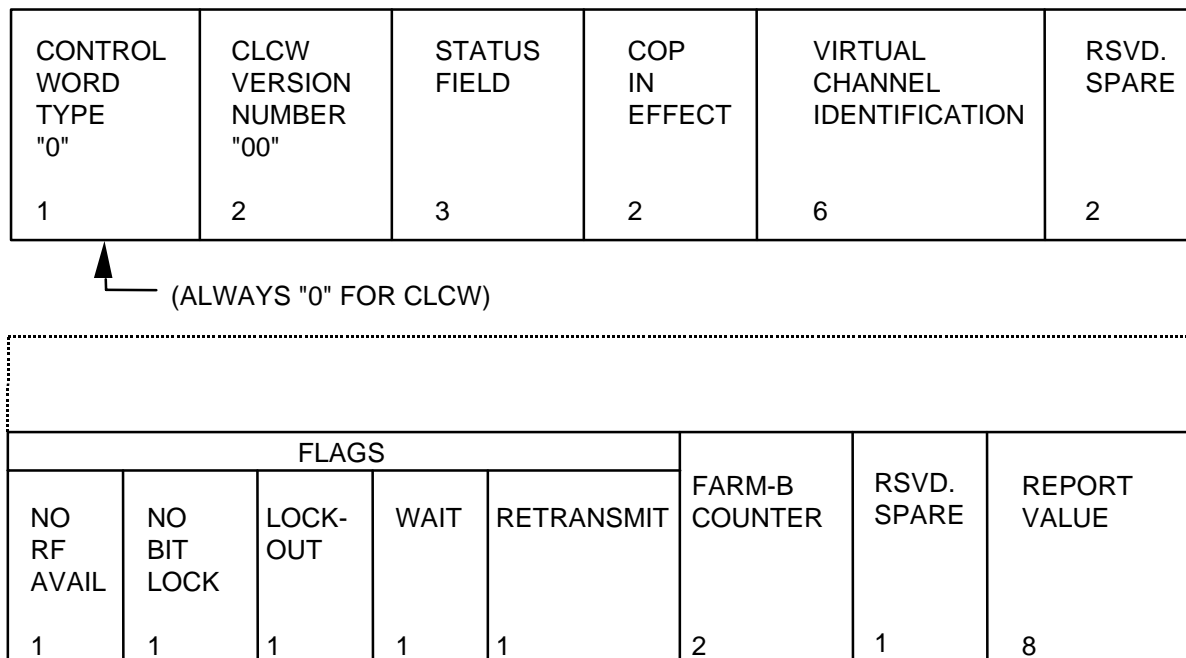 CONTROL WORD TYPE "0" 1
CLCW VERSION NUMBER "00" 2
STATUS FIELD 3
COP IN EFFECT 2
VIRTUAL CHANNEL IDENTIFICATION 6
RSVD. SPARE 2
(ALWAYS "0" FOR CLCW)
FLAGS
NO RF AVAIL 1
NO BIT LOCK 1
LOCK-OUT 1
WAIT 1
RETRANSMIT 1
FARM-B COUNTER 2
RSVD. SPARE 1
REPORT VALUE 8